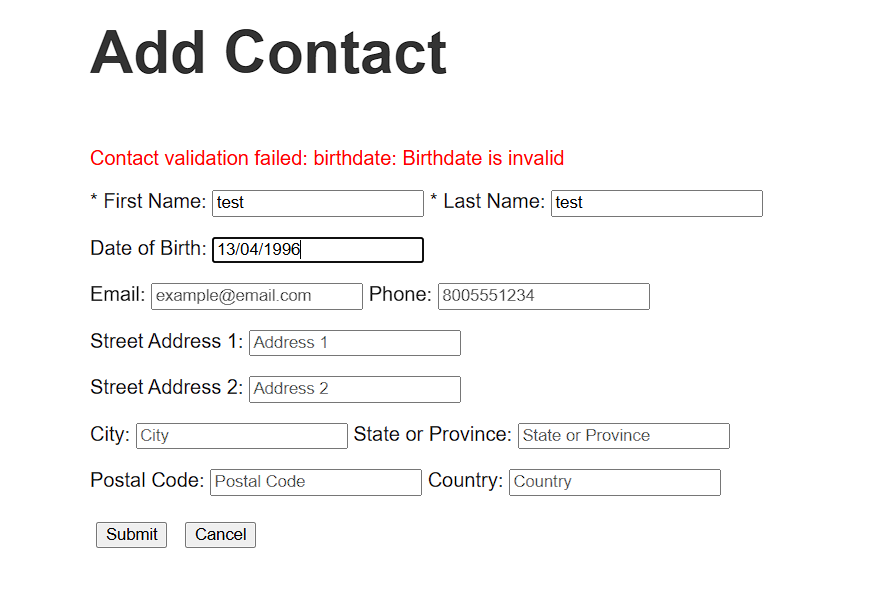 Add Contact
Contact validation failed: birthdate: Birthdate is invalid
* First Name: test * Last Name: test
Date of Birth: 13/04/1996
Email: example@email.com Phone: 8005551234
Street Address 1: Address 1
Street Address 2: Address 2
City: City State or Province: State or Province
Postal Code: Postal Code Country: Country
Submit Cancel